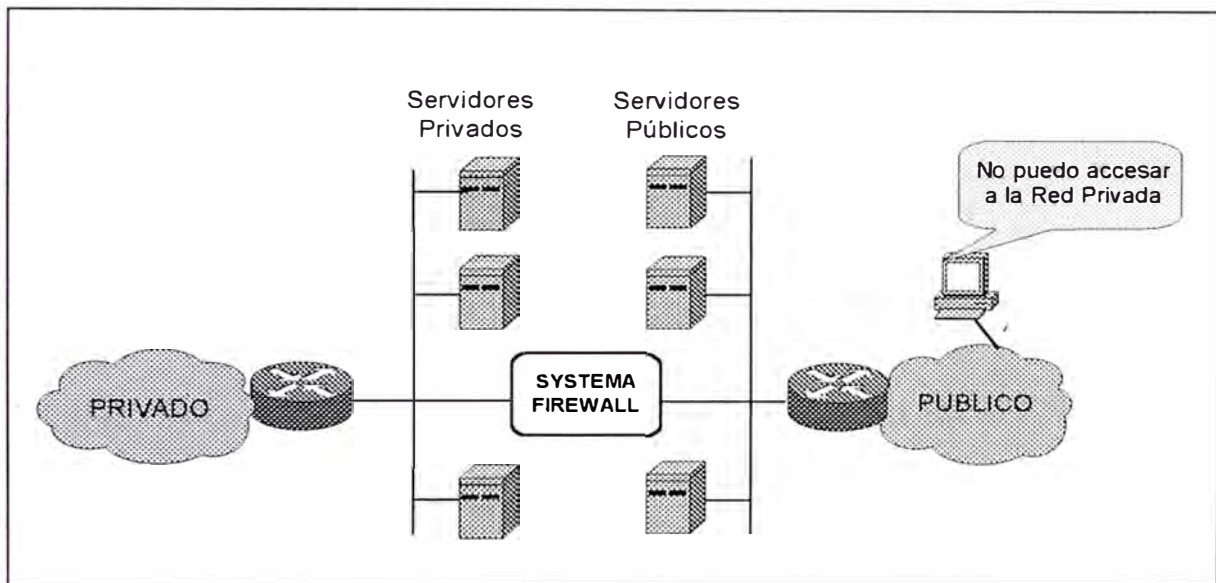 Servidores
Privados
Servidores
Públicos
No puedo accesar
a la Red Privada
PRIVADO
SYSTEMA
FIREWALL
PUBLICO